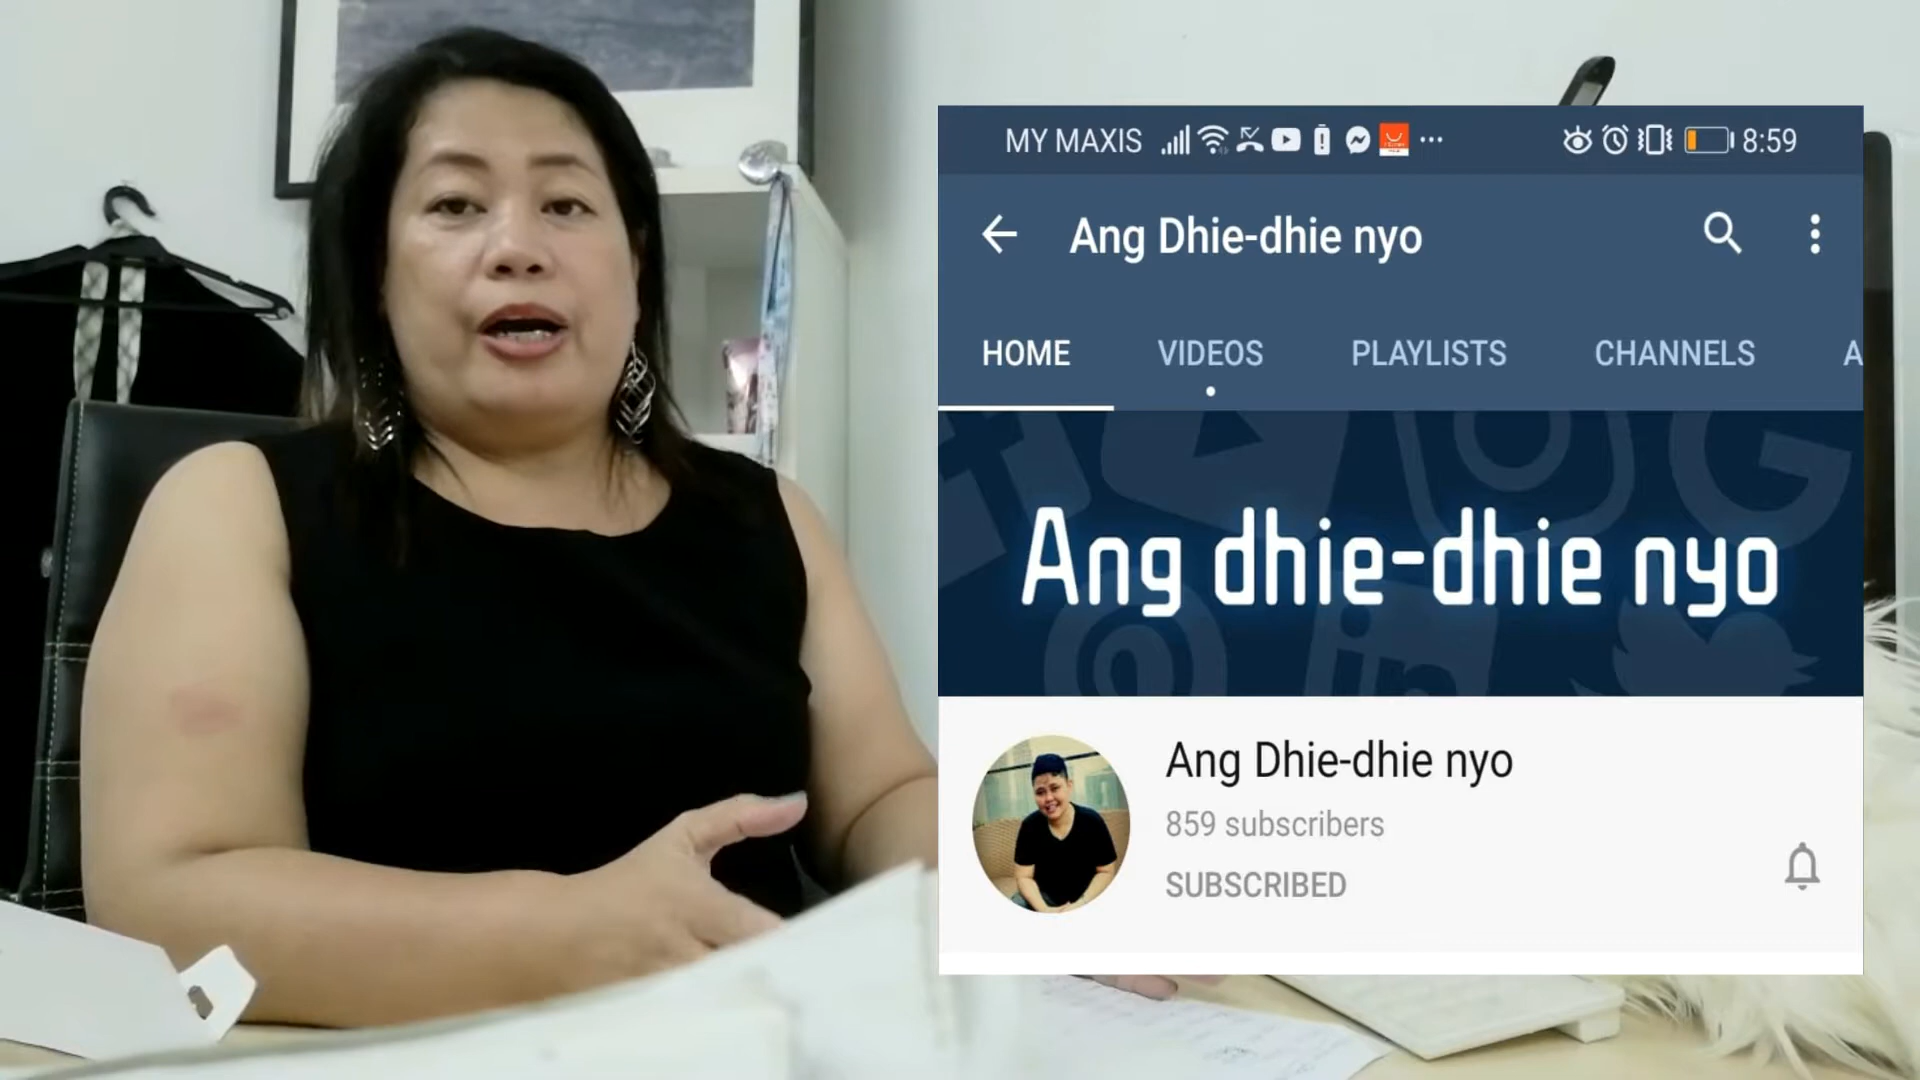 MY MAXIS
8:59
Ang Dhie-dhie nyo
HOME VIDEOS PLAYLISTS CHANNELS A
Ang dhie-dhie nyo
Ang Dhie-dhie nyo
859 subscribers
SUBSCRIBED